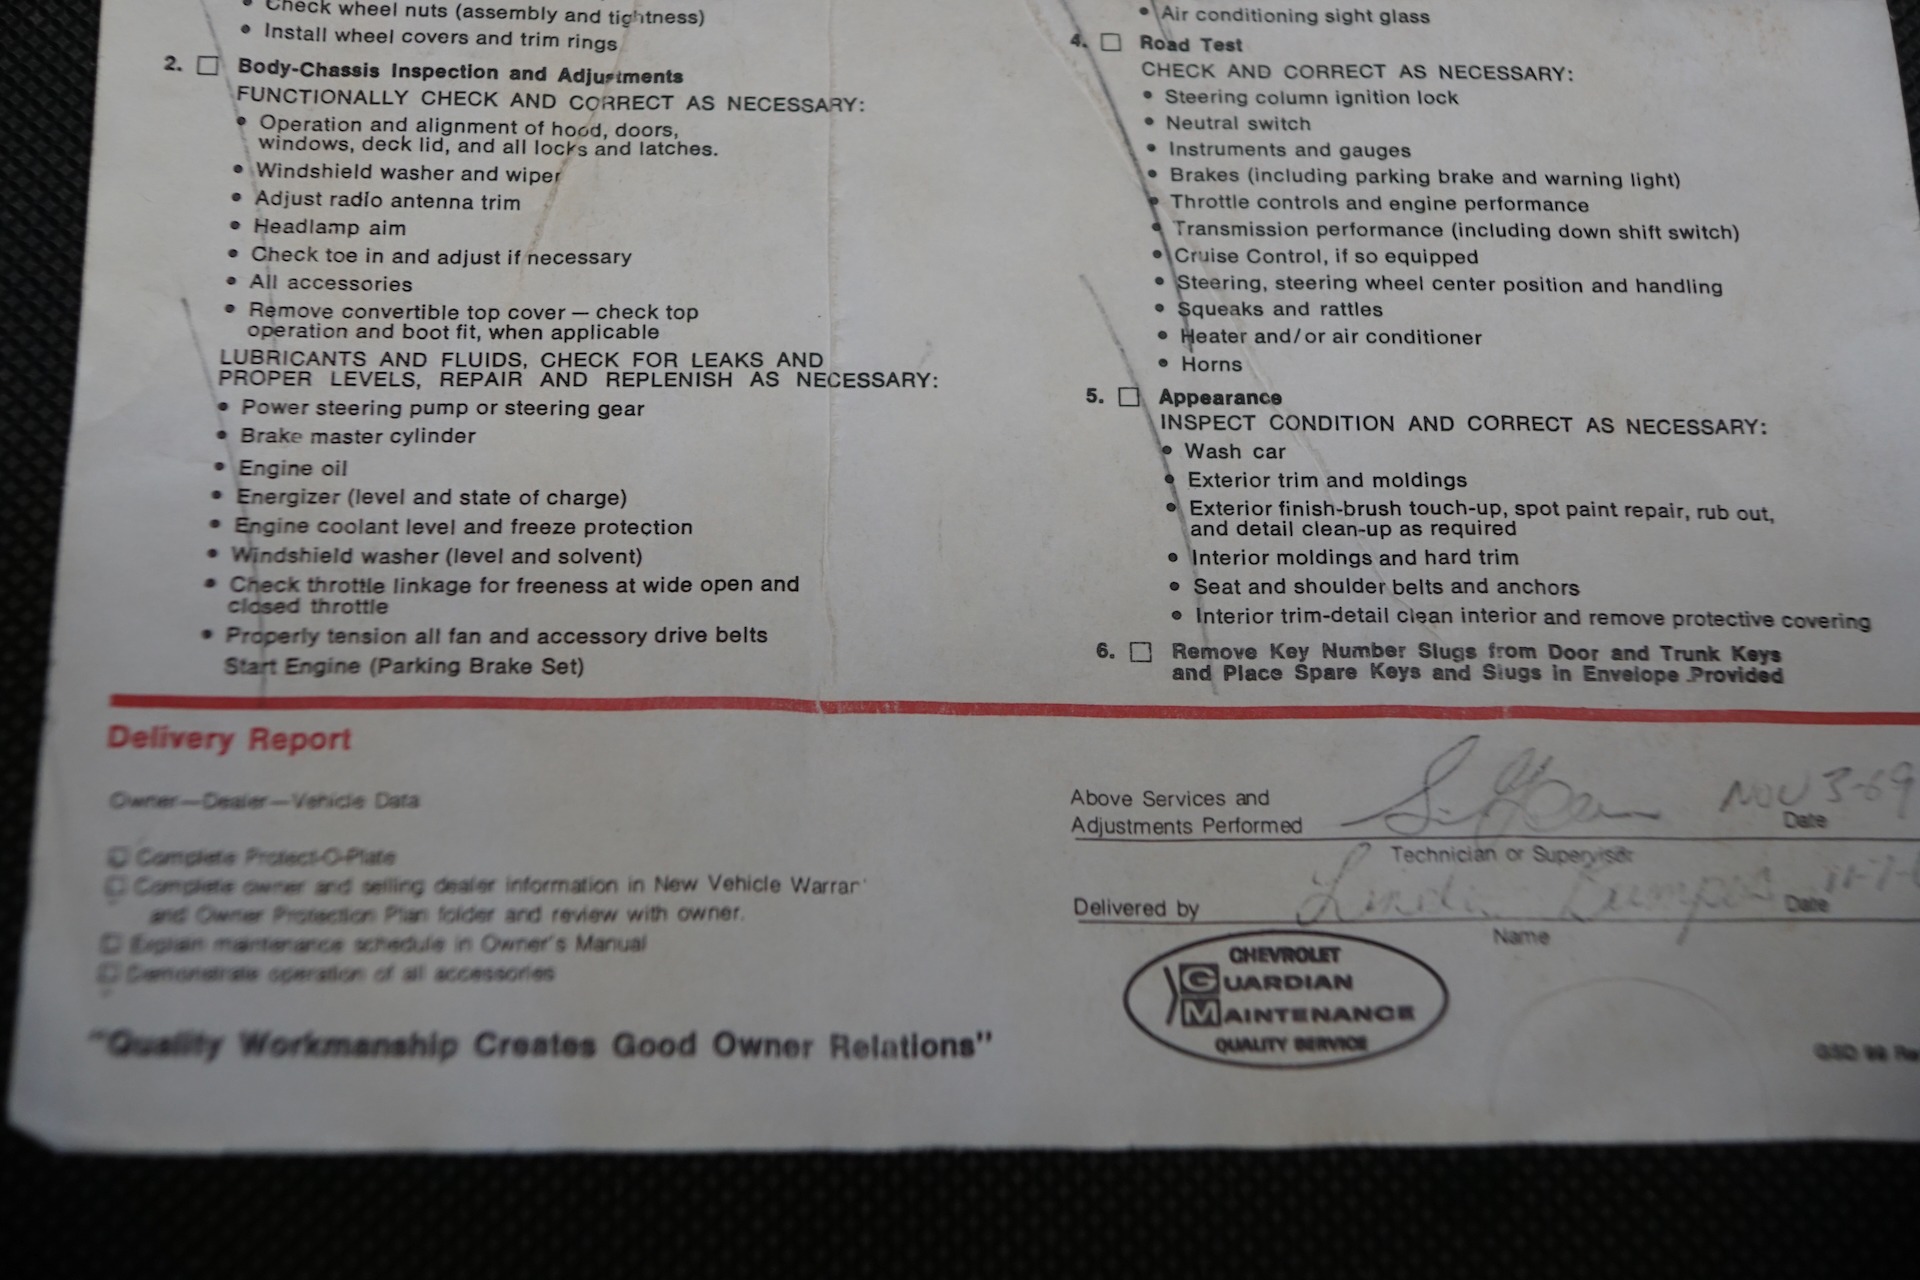 • Check wheel nuts (assembly and tightness)
• Install wheel covers and trim rings
2. Body-Chassis Inspection and Adjustments
FUNCTIONALLY CHECK AND CORRECT AS NECESSARY:
• Operation and alignment of hood, doors,
windows, deck lid, and all locks and latches.
• Windshield washer and wiper
• Adjust radio antenna trim
• Headlamp aim
• Check toe in and adjust if necessary
• All accessories
• Remove convertible top cover — check top
operation and boot fit, when applicable
LUBRICANTS AND FLUIDS, CHECK FOR LEAKS AND
PROPER LEVELS, REPAIR AND REPLENISH AS NECESSARY:
• Power steering pump or steering gear
• Brake master cylinder
• Engine oil
• Energizer (level and state of charge)
• Engine coolant level and freeze protection
• Windshield washer (level and solvent)
• Check throttle linkage for freeness at wide open and
closed throttle
• Properly tension all fan and accessory drive belts
Start Engine (Parking Brake Set)
• Air conditioning sight glass
4. Road Test
CHECK AND CORRECT AS NECESSARY:
• Steering column ignition lock
• Neutral switch
• Instruments and gauges
• Brakes (including parking brake and warning light)
• Throttle controls and engine performance
• Transmission performance (including down shift switch)
• Cruise Control, if so equipped
• Steering, steering wheel center position and handling
• Squeaks and rattles
• Heater and/or air conditioner
• Horns
5. Appearance
INSPECT CONDITION AND CORRECT AS NECESSARY:
• Wash car
• Exterior trim and moldings
• Exterior finish-brush touch-up, spot paint repair, rub out,
and detail clean-up as required
• Interior moldings and hard trim
• Seat and shoulder belts and anchors
• Interior trim-detail clean interior and remove protective covering
6. Remove Key Number Slugs from Door and Trunk Keys
and Place Spare Keys and Slugs in Envelope Provided
Delivery Report
Owner—Dealer—Vehicle Data
Complete Protect-O-Plate
Complete owner and selling dealer information in New Vehicle Warran
and Owner Protection Plan folder and review with owner.
Explain maintenance schedule in Owner's Manual
Demonstrate operation of all accessories
"Quality Workmanship Creates Good Owner Relations"
Above Services and
Adjustments Performed
NOV 3-69
Date
Technician or Supervisor
Delivered by
Date
Name
CHEVROLET
GUARDIAN
MAINTENANCE
QUALITY SERVICE